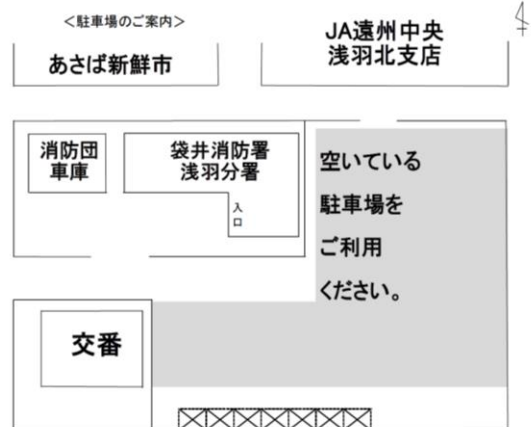 <駐車場のご案内>
あさば新鮮市
JA遠州中央
浅羽北支店
消防団
車庫
袋井消防署
浅羽分署
入口
空いている
駐車場を
ご利用
ください。
交番